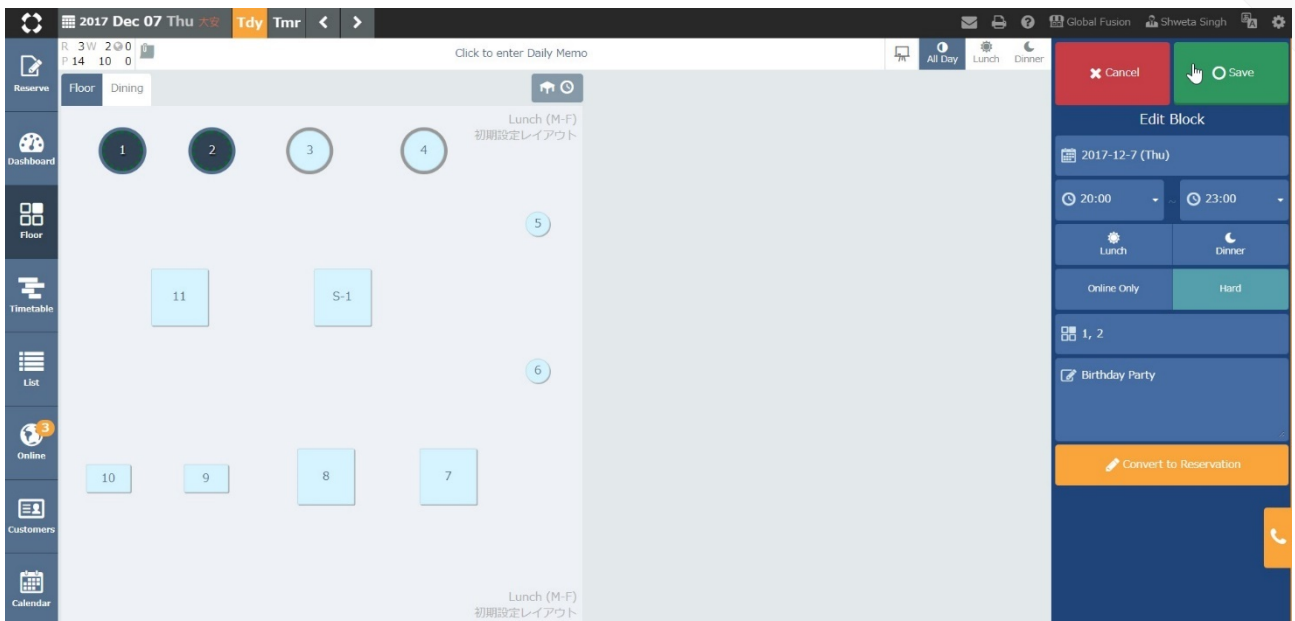 2017 Dec 07 Thu 大安 Tdy Tmr
Global Fusion Shweta Singh
R 3 W 2 0
P 14 10 0
Click to enter Daily Memo
All Day Lunch Dinner
Reserve
Dashboard
Floor
Timetable
List
3
Online
Customers
Calendar
Floor Dining
Lunch (M-F)
初期設定レイアウト
1 2 3 4
5
11 S-1
6
10 9 8 7
Lunch (M-F)
初期設定レイアウト
Cancel Save
Edit Block
2017-12-7 (Thu)
20:00 ~ 23:00
Lunch Dinner
Online Only Hard
1, 2
Birthday Party
Convert to Reservation